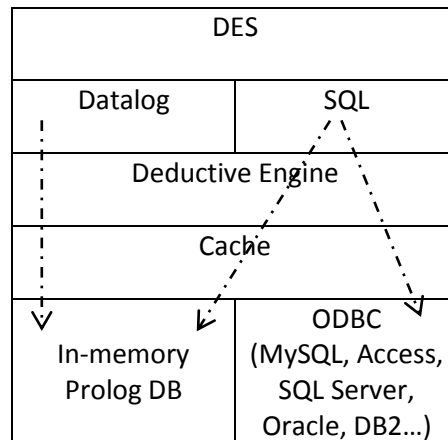 DES
Datalog
SQL
Deductive Engine
Cache
In-memory
Prolog DB
ODBC
(MySQL, Access,
SQL Server,
Oracle, DB2...)